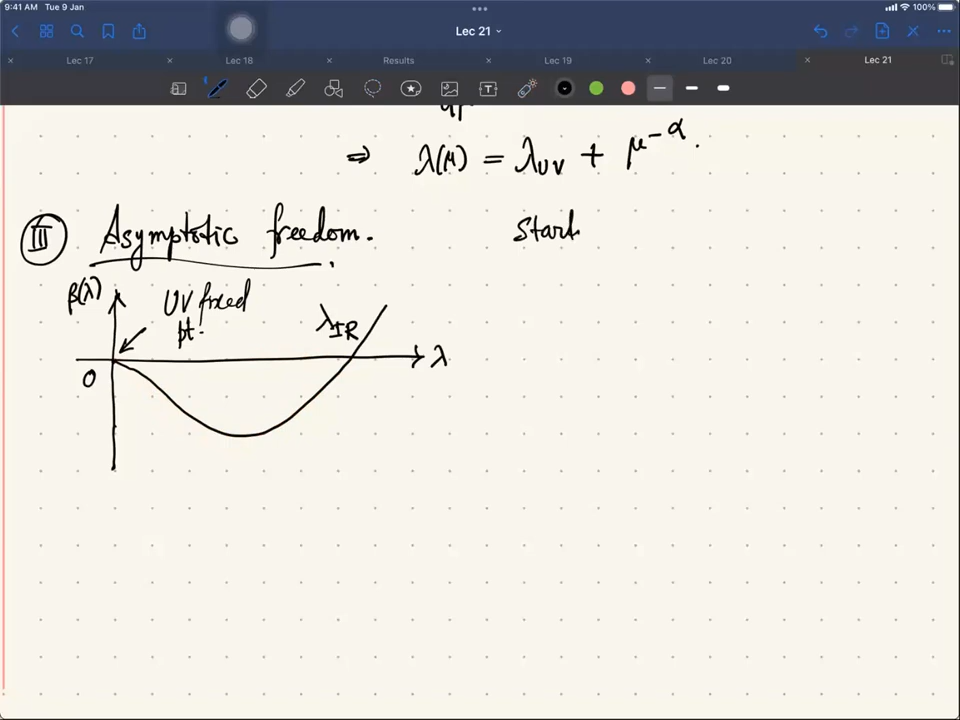 9:41 AM Tue 9 Jan
100%
Lec 21
Lec 17
Lec 18
Results
Lec 19
Lec 20
Lec 21
⇒ λ(μ) = λ_UV + μ^-α.
III Asymptotic freedom. Start
β(λ) UV fixed
pt.
λ_IR
λ
0